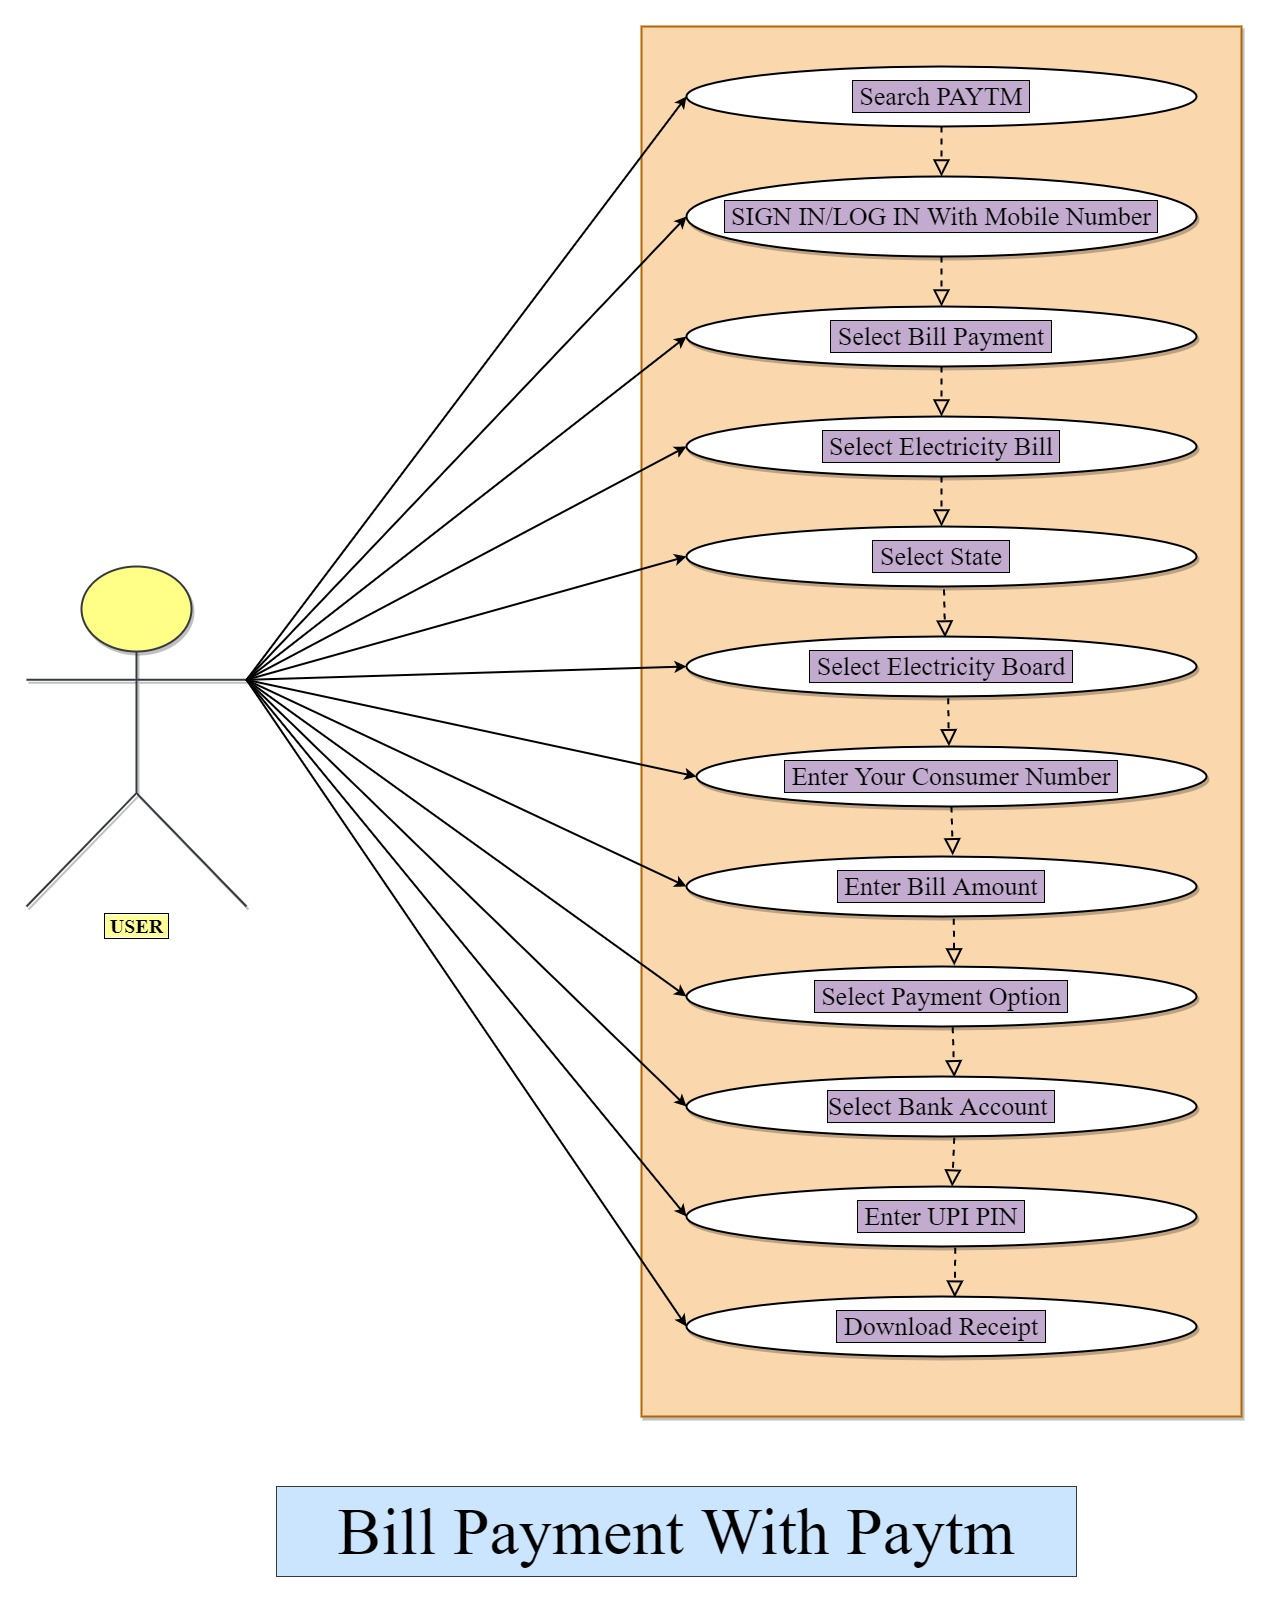 Search PAYTM
SIGN IN/LOG IN With Mobile Number
Select Bill Payment
Select Electricity Bill
Select State
Select Electricity Board
Enter Your Consumer Number
Enter Bill Amount
USER
Select Payment Option
Select Bank Account
Enter UPI PIN
Download Receipt
Bill Payment With Paytm